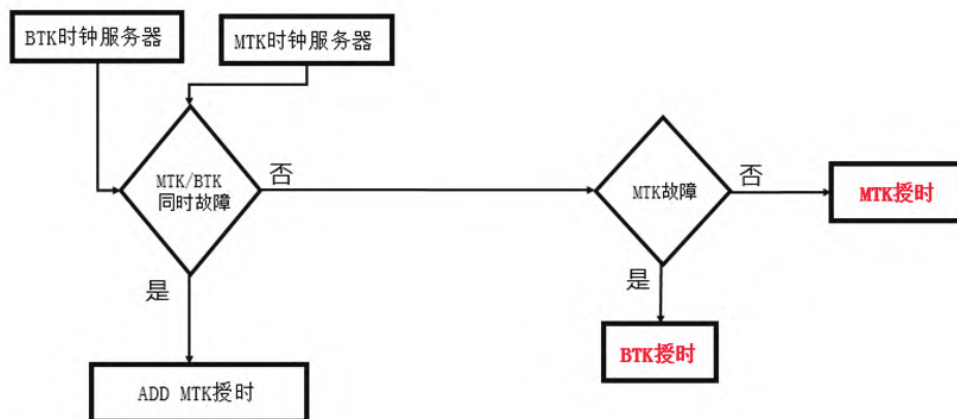 BTK时钟服务器
MTK时钟服务器
MTK/BTK
同时故障
否
MTK故障
否
MTK授时
是
是
BTK授时
ADD MTK授时